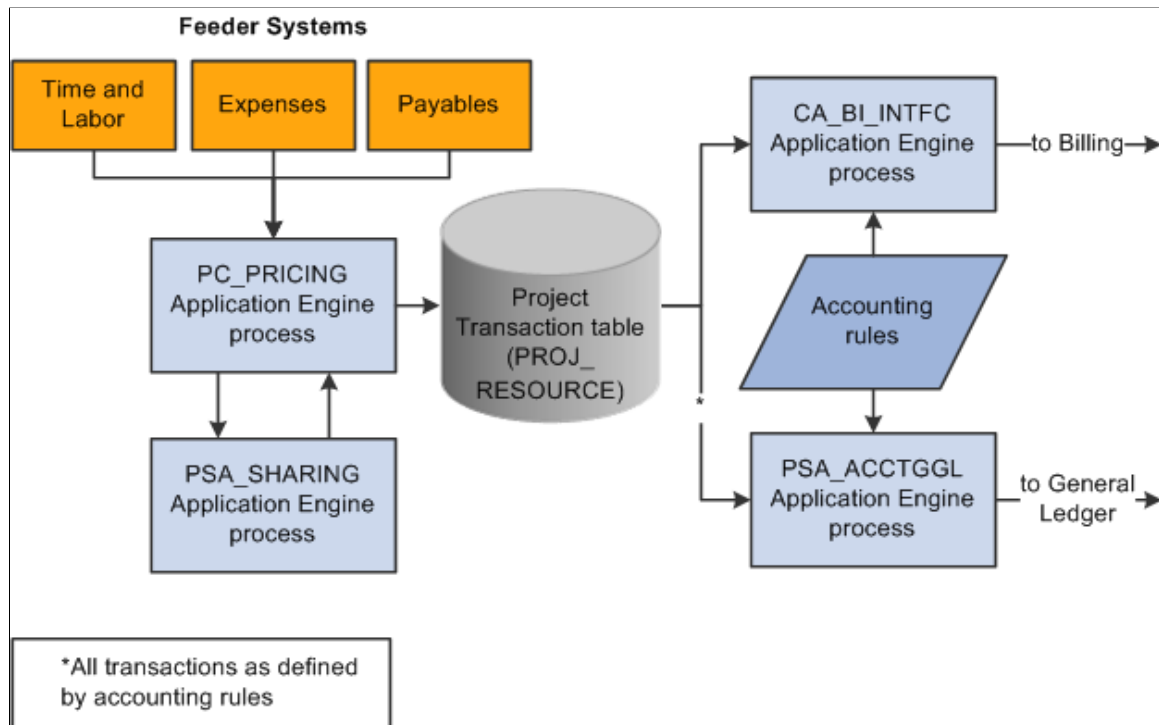 Feeder Systems
Time and
Labor
Expenses
Payables
PC_PRICING
Application Engine
process
PSA_SHARING
Application Engine
process
Project
Transaction table
(PROJ_
RESOURCE)
*
CA_BI_INTFC
Application Engine
process
to Billing
Accounting
rules
PSA_ACCTGGL
Application Engine
process
to General
Ledger
*All transactions as defined
by accounting rules